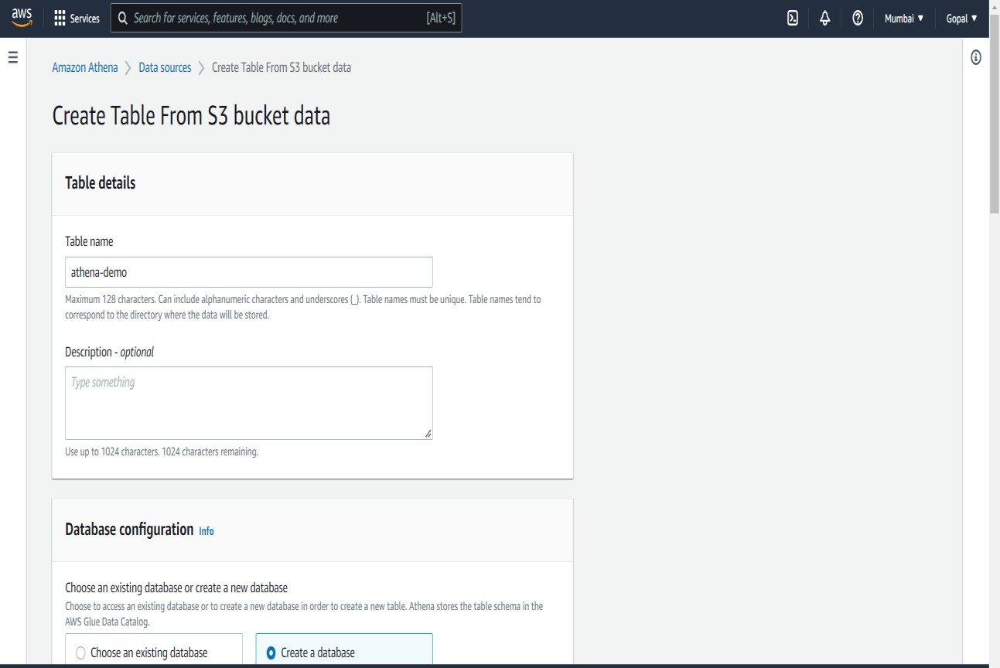 aws
Services
Search for services, features, blogs, docs, and more
[Alt+S]
Mumbai ▼
Gopal ▼
Amazon Athena > Data sources > Create Table From S3 bucket data
Create Table From S3 bucket data
Table details
Table name
athena-demo
Maximum 128 characters. Can include alphanumeric characters and underscores (_). Table names must be unique. Table names tend to
correspond to the directory where the data will be stored.
Description - optional
Type something
Use up to 1024 characters. 1024 characters remaining.
Database configuration Info
Choose an existing database or create a new database
Choose to access an existing database or to create a new database in order to create a new table. Athena stores the table schema in the
AWS Glue Data Catalog.
Choose an existing database
Create a database